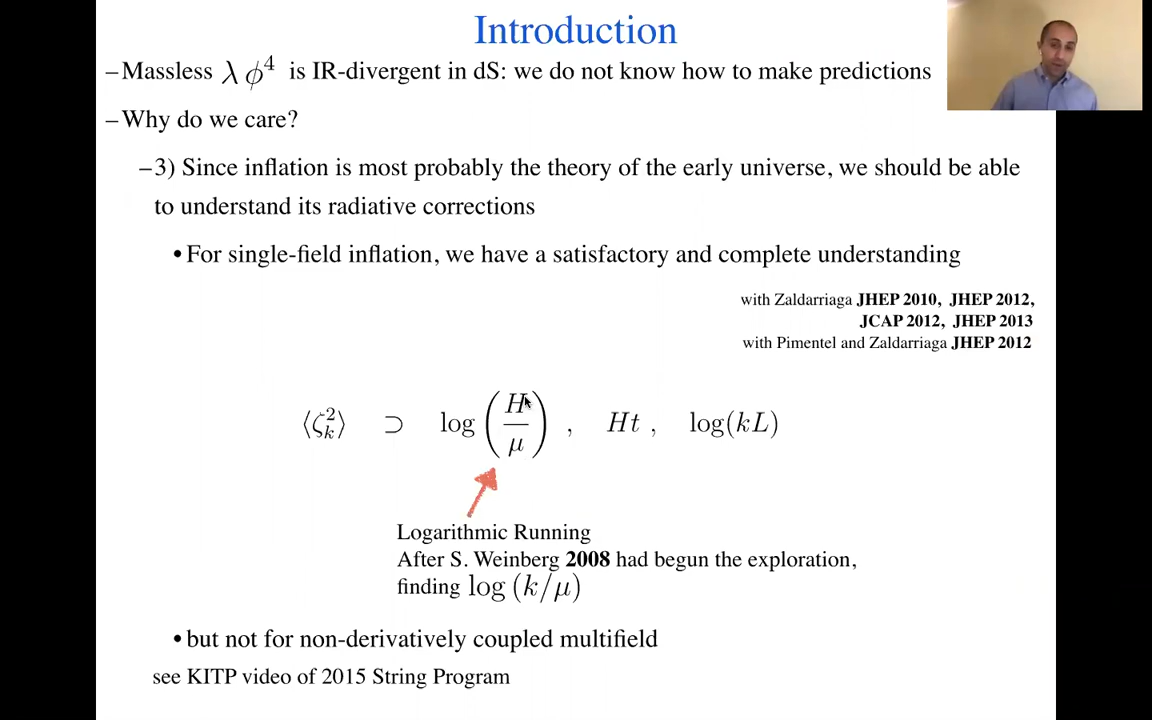 Introduction
–Massless λ ϕ⁴ is IR-divergent in dS: we do not know how to make predictions
–Why do we care?
–3) Since inflation is most probably the theory of the early universe, we should be able
to understand its radiative corrections
•For single-field inflation, we have a satisfactory and complete understanding
with Zaldarriaga JHEP 2010, JHEP 2012,
JCAP 2012, JHEP 2013
with Pimentel and Zaldarriaga JHEP 2012
⟨ζ²ₖ⟩ ⊃ log (H/μ) , Ht , log(kL)
Logarithmic Running
After S. Weinberg 2008 had begun the exploration,
finding log (k/μ)
•but not for non-derivatively coupled multifield
see KITP video of 2015 String Program